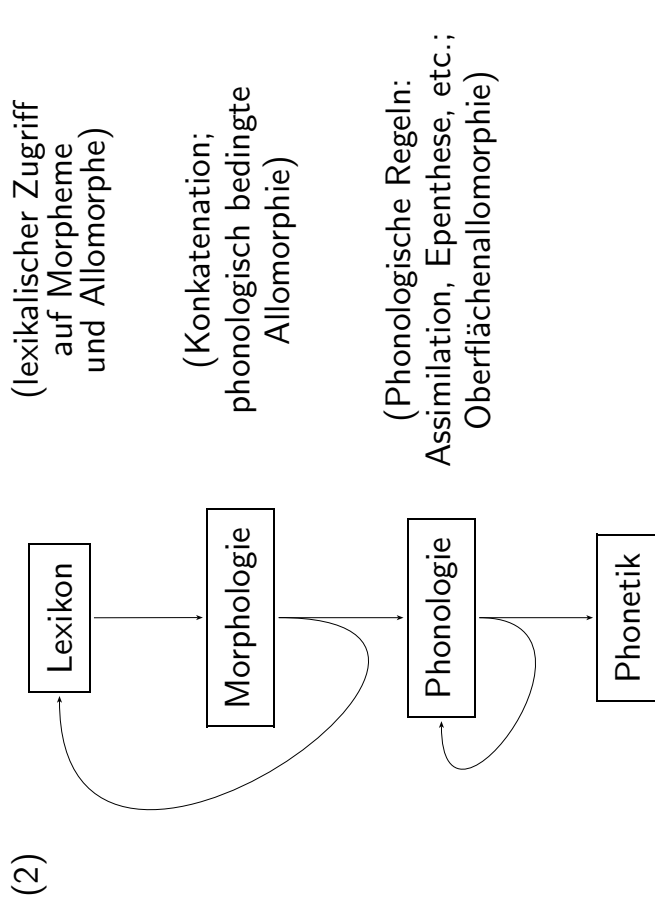 (2)
Lexikon
(lexikalischer Zugriff
auf Morpheme
und Allomorphe)
Morphologie
(Konkatenation;
phonologisch bedingte
Allomorphie)
Phonologie
(Phonologische Regeln:
Assimilation, Epenthese, etc.;
Oberflächenallomorphie)
Phonetik